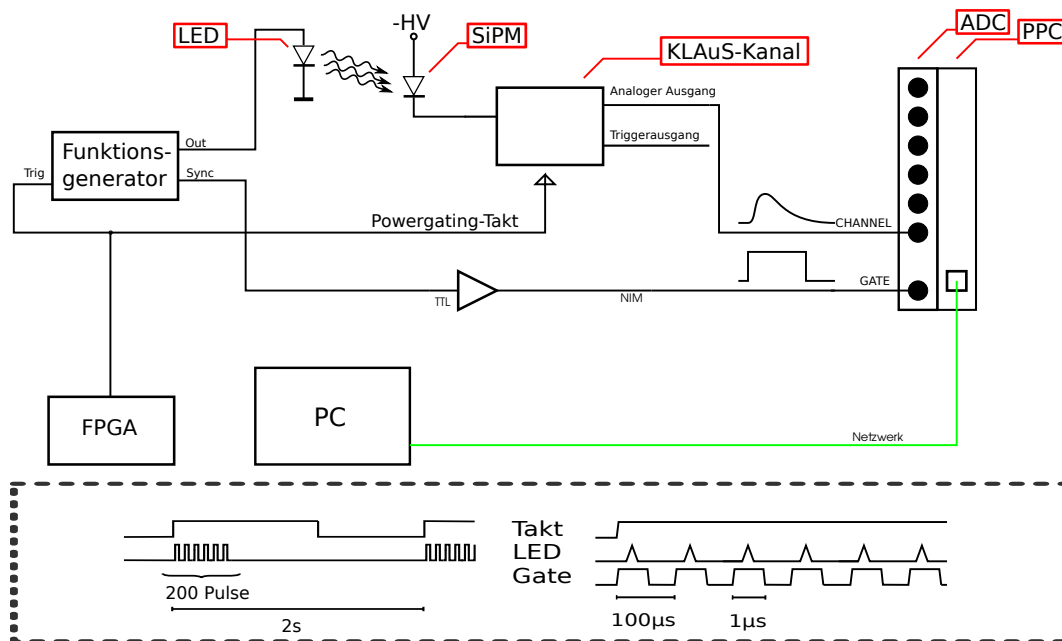 LED
-HV
SiPM
KLAuS-Kanal
ADC
PPC
Analoger Ausgang
Triggerausgang
Out
Funktions-
generator
Trig
Sync
Powergating-Takt
CHANNEL
GATE
TTL
NIM
FPGA
PC
Netzwerk
Takt
LED
Gate
200 Pulse
2s
100µs
1µs